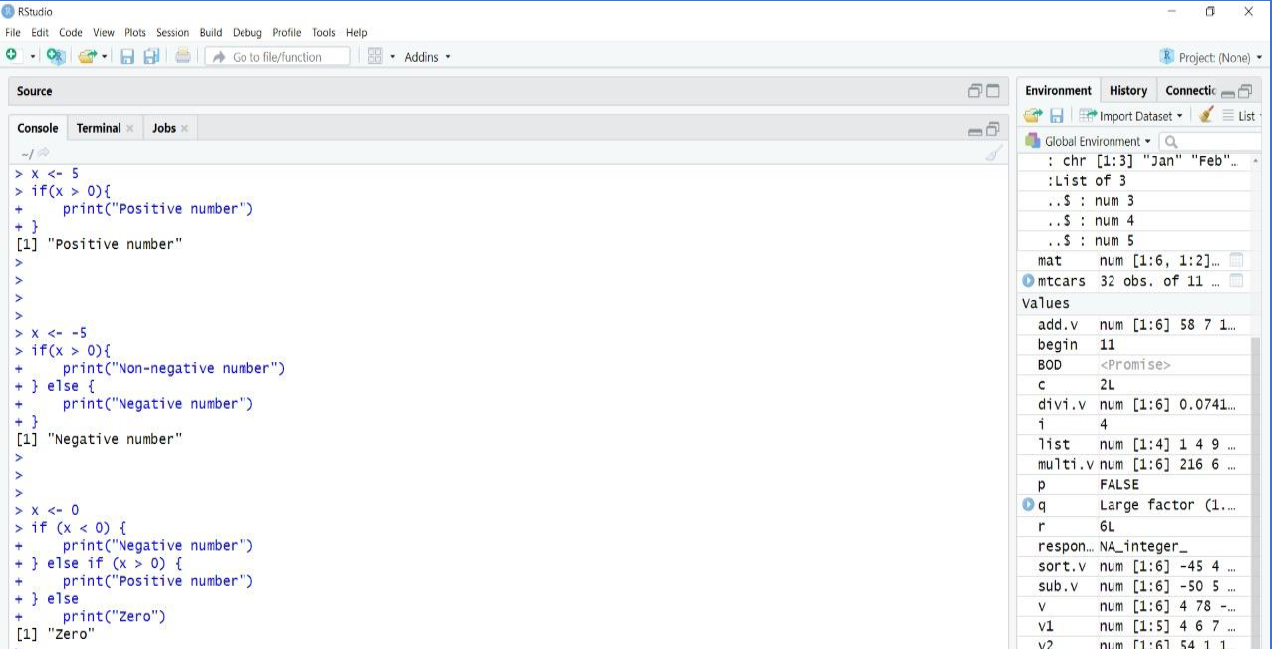 RStudio
File Edit Code View Plots Session Build Debug Profile Tools Help
Go to file/function Addins Project: (None)
Source
Console Terminal Jobs
~/
> x <- 5
> if(x > 0){
+     print("Positive number")
+ }
[1] "Positive number"
>
>
>
>
> x <- -5
> if(x > 0){
+     print("Non-negative number")
+ } else {
+     print("Negative number")
+ }
[1] "Negative number"
>
>
>
> x <- 0
> if (x < 0) {
+     print("Negative number")
+ } else if (x > 0) {
+     print("Positive number")
+ } else
+     print("Zero")
[1] "Zero"
Environment History Connectic
Import Dataset List
Global Environment
: chr [1:3] "Jan" "Feb"…
:List of 3
..$ : num 3
..$ : num 4
..$ : num 5
mat num [1:6, 1:2]…
mtcars 32 obs. of 11 …
Values
add.v num [1:6] 58 7 1…
begin 11
BOD <Promise>
c 2L
divi.v num [1:6] 0.0741…
i 4
list num [1:4] 1 4 9 …
multi.v num [1:6] 216 6 …
p FALSE
q Large factor (1.…
r 6L
respon… NA_integer_
sort.v num [1:6] -45 4 …
sub.v num [1:6] -50 5 …
v num [1:6] 4 78 -…
v1 num [1:5] 4 6 7 …
v2 num [1:6] 54 1 1…